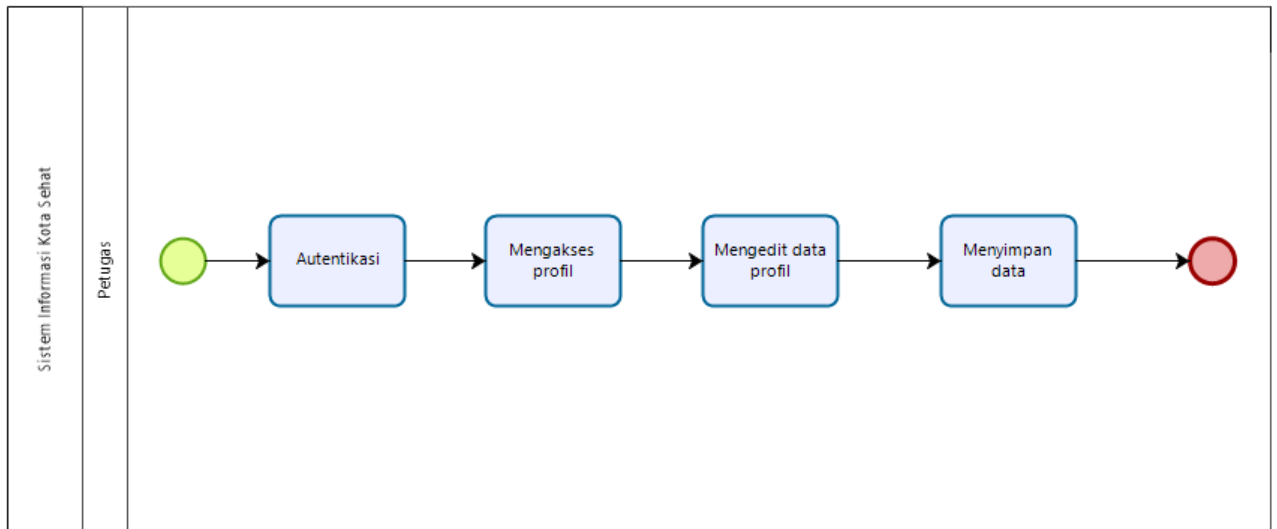 Sistem Informasi Kota Sehat
Petugas
Autentikasi
Mengakses
profil
Mengedit data
profil
Menyimpan
data